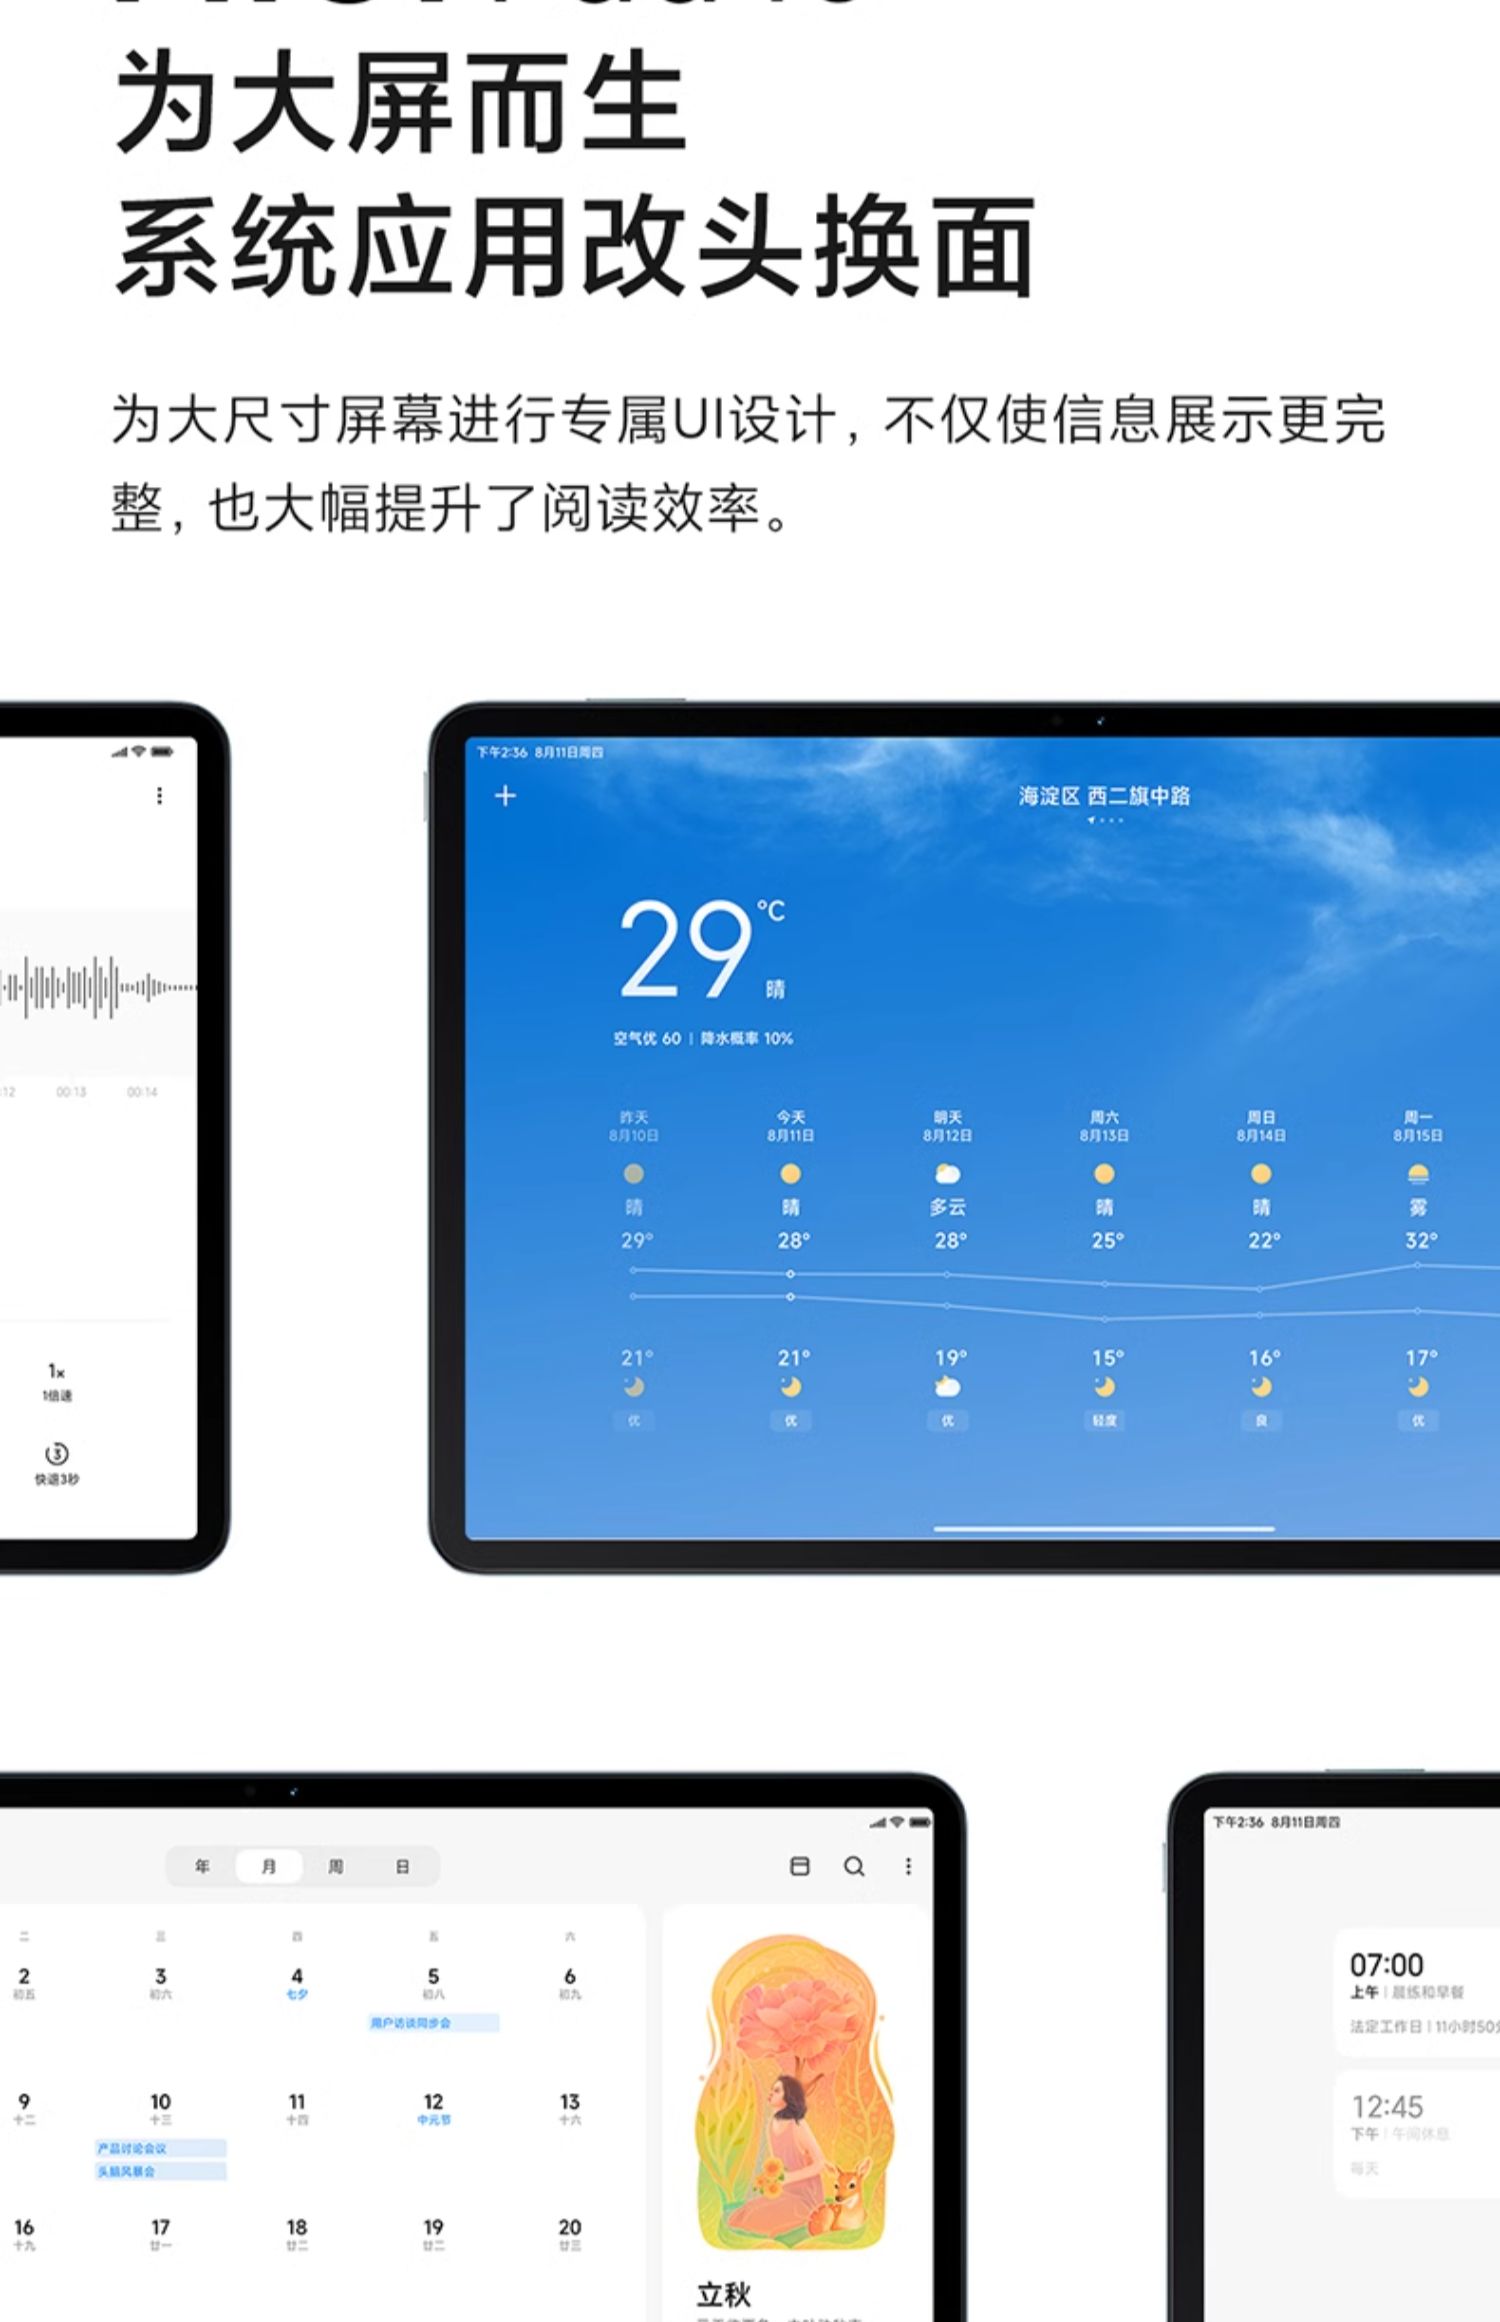 为大屏而生
系统应用改头换面
为大尺寸屏幕进行专属UI设计，不仅使信息展示更完
整，也大幅提升了阅读效率。
00:13 00:14
1x
1倍速
3
快退3秒
下午2:36 8月11日周四
海淀区 西二旗中路
29℃
晴
空气优 60 | 降水概率 10%
昨天 今天 明天 周六 周日 周一
8月10日 8月11日 8月12日 8月13日 8月14日 8月15日
晴 晴 多云 晴 晴 雾
29° 28° 28° 25° 22° 32°
21° 21° 19° 15° 16° 17°
优 优 优 轻度 良 优
年 月 周 日
二 三 四 五 六
2 3 4 5 6
初五 初六 七夕 初八 初九
用户访谈同步会
9 10 11 12 13
十二 十三 十四 中元节 十六
产品讨论会议
头脑风暴会
16 17 18 19 20
十九 廿一 廿二 廿二 廿三
立秋
下午2:36 8月11日周四
07:00
上午 | 晨练和早餐
法定工作日 | 11小时50
12:45
下午 | 午间休息
每天